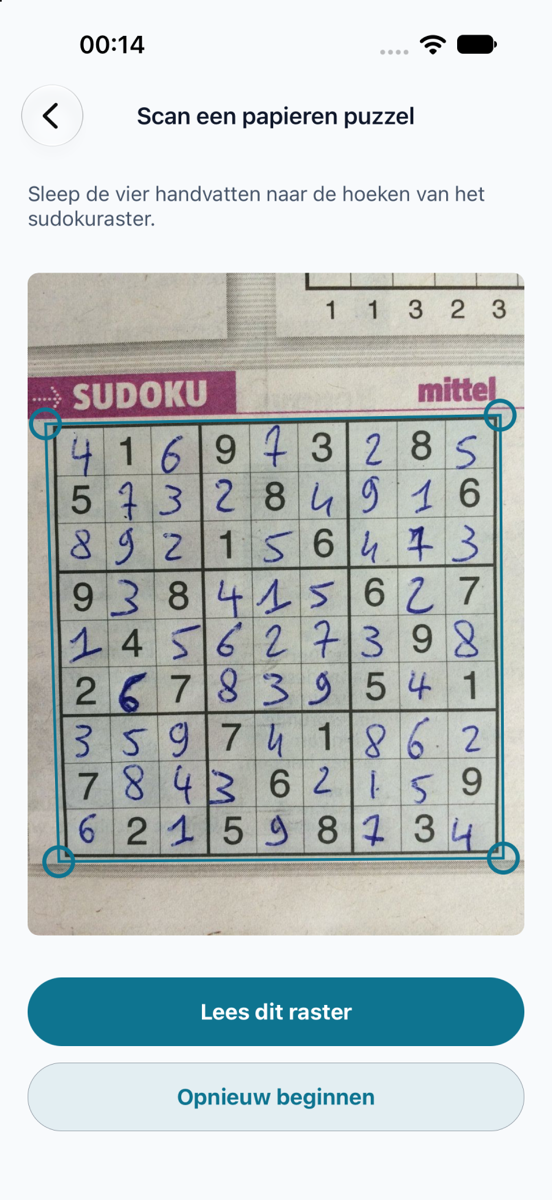 00:14
Scan een papieren puzzel
Sleep de vier handvatten naar de hoeken van het
sudokuraster.
1 1 3 2 3
SUDOKU mittel
4 1 6 9 7 3 2 8 5
5 7 3 2 8 4 9 1 6
8 9 2 1 5 6 4 7 3
9 3 8 4 1 5 6 2 7
1 4 5 6 2 7 3 9 8
2 6 7 8 3 9 5 4 1
3 5 9 7 4 1 8 6 2
7 8 4 3 6 2 1 5 9
6 2 1 5 9 8 7 3 4
Lees dit raster
Opnieuw beginnen